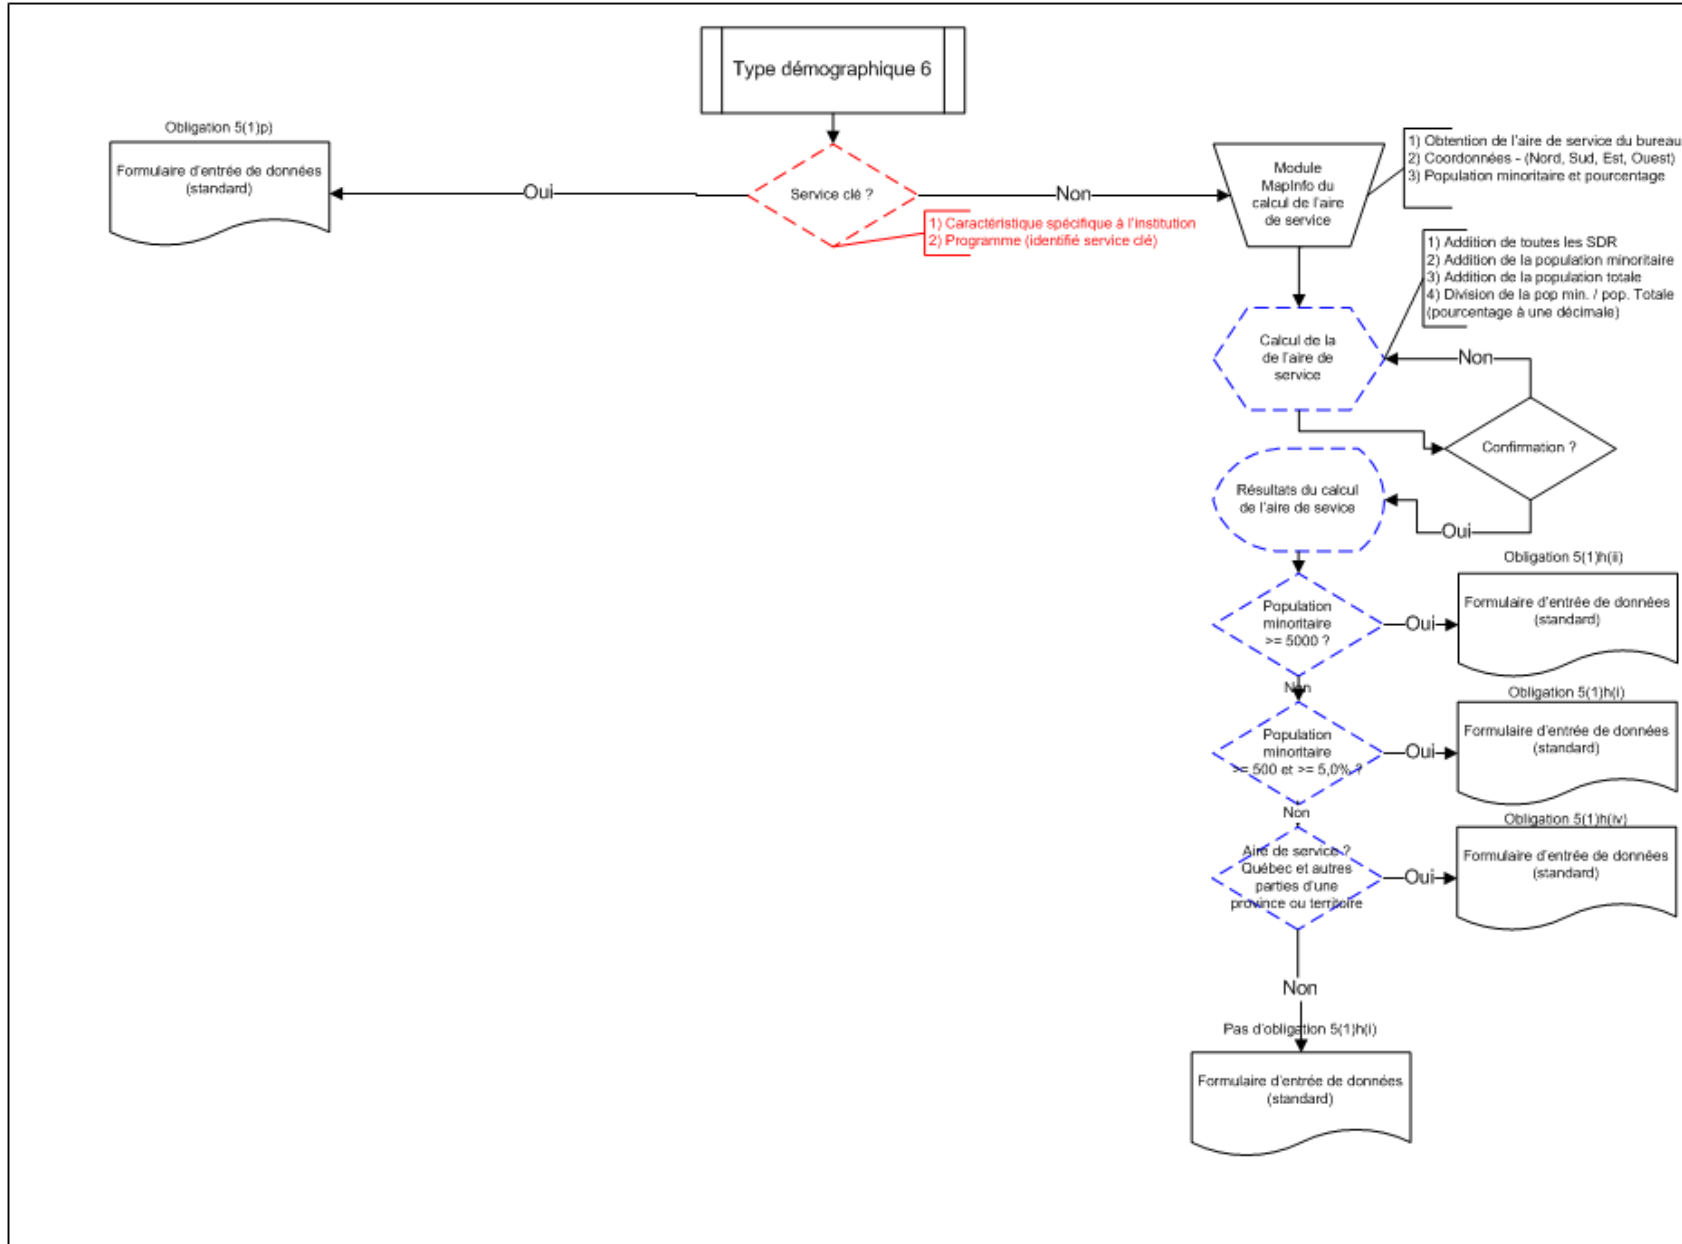 Type démographique 6
Obligation 5(1)p)
Formulaire d'entrée de données
(standard)
Oui
Service clé ?
Non
1) Caractéristique spécifique à l'institution
2) Programme (identifié service clé)
Module
MapInfo du
calcul de l'aire
de service
1) Obtention de l'aire de service du bureau
2) Coordonnées - (Nord, Sud, Est, Ouest)
3) Population minoritaire et pourcentage
1) Addition de toutes les SDR
2) Addition de la population minoritaire
3) Addition de la population totale
4) Division de la pop min. / pop. Totale
(pourcentage à une décimale)
Calcul de la
de l'aire de
service
Non
Confirmation ?
Oui
Résultats du calcul
de l'aire de sevice
Population
minoritaire
>= 5000 ?
Oui
Obligation 5(1)h(ii)
Formulaire d'entrée de données
(standard)
Non
Population
minoritaire
>= 500 et >= 5,0% ?
Oui
Obligation 5(1)h(i)
Formulaire d'entrée de données
(standard)
Non
Aire de service ?
Québec et autres
parties d'une
province ou territoire
Oui
Obligation 5(1)h(iv)
Formulaire d'entrée de données
(standard)
Non
Pas d'obligation 5(1)h(i)
Formulaire d'entrée de données
(standard)